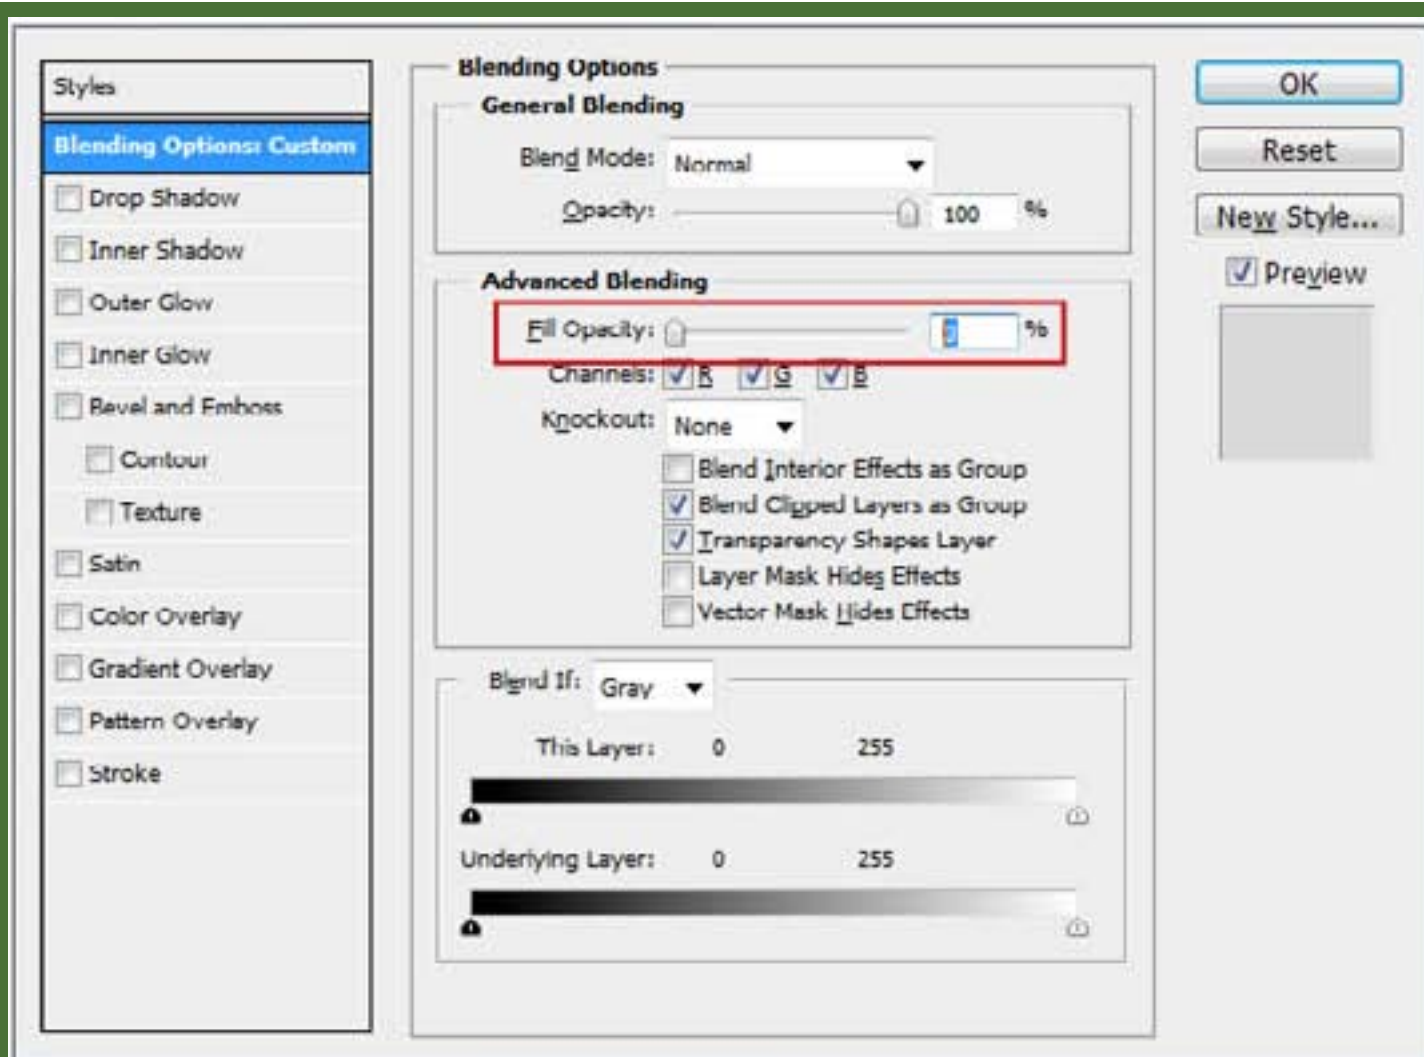 Styles
Blending Options: Custom
Drop Shadow
Inner Shadow
Outer Glow
Inner Glow
Bevel and Emboss
Contour
Texture
Satin
Color Overlay
Gradient Overlay
Pattern Overlay
Stroke
Blending Options
General Blending
Blend Mode: Normal
Opacity: 100 %
Advanced Blending
Fill Opacity: 0 %
Channels: R G B
Knockout: None
Blend Interior Effects as Group
Blend Clipped Layers as Group
Transparency Shapes Layer
Layer Mask Hides Effects
Vector Mask Hides Effects
Blend If: Gray
This Layer: 0 255
Underlying Layer: 0 255
OK
Reset
New Style...
Preview